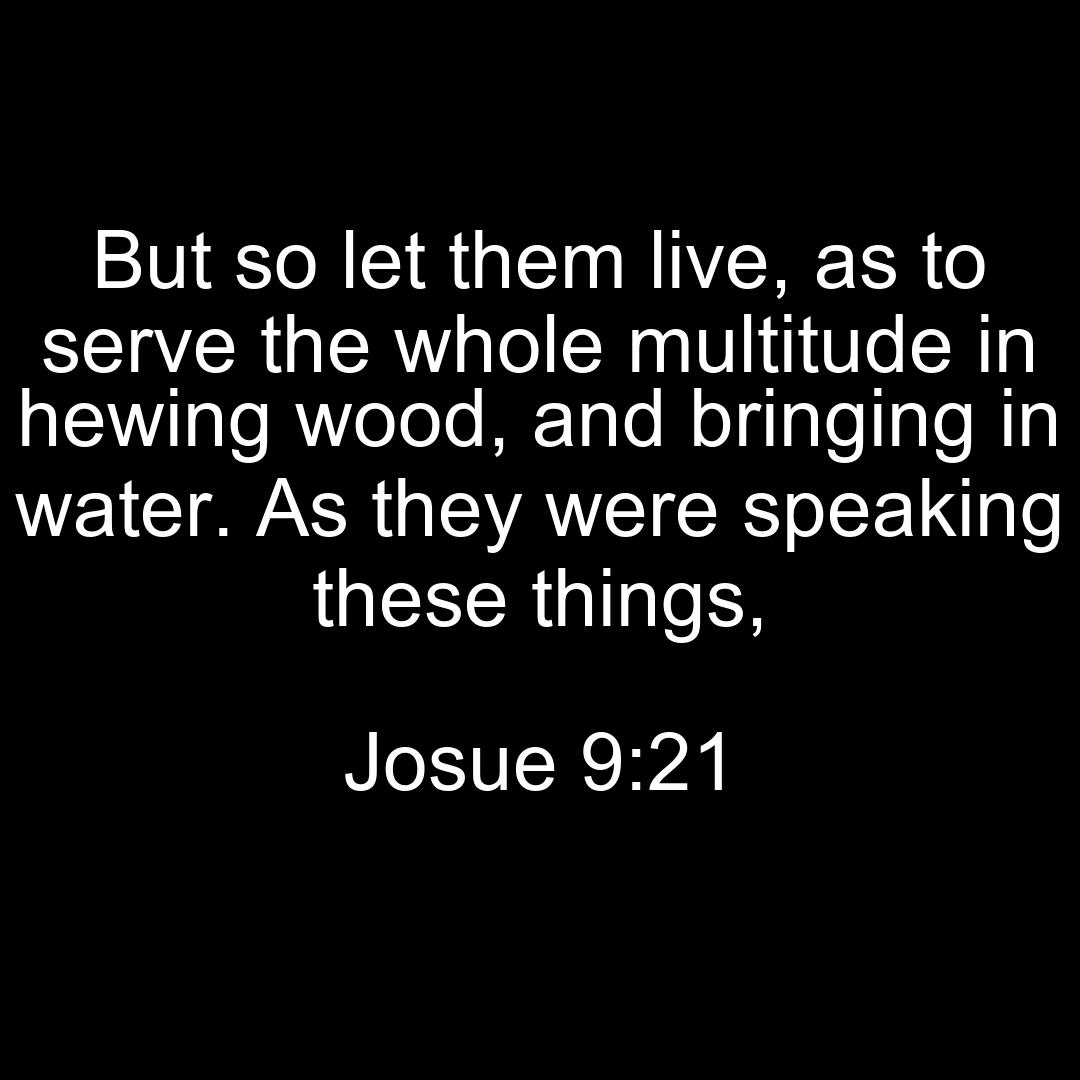 But so let them live, as to
serve the whole multitude in
hewing wood, and bringing in
water. As they were speaking
these things,
Josue 9:21